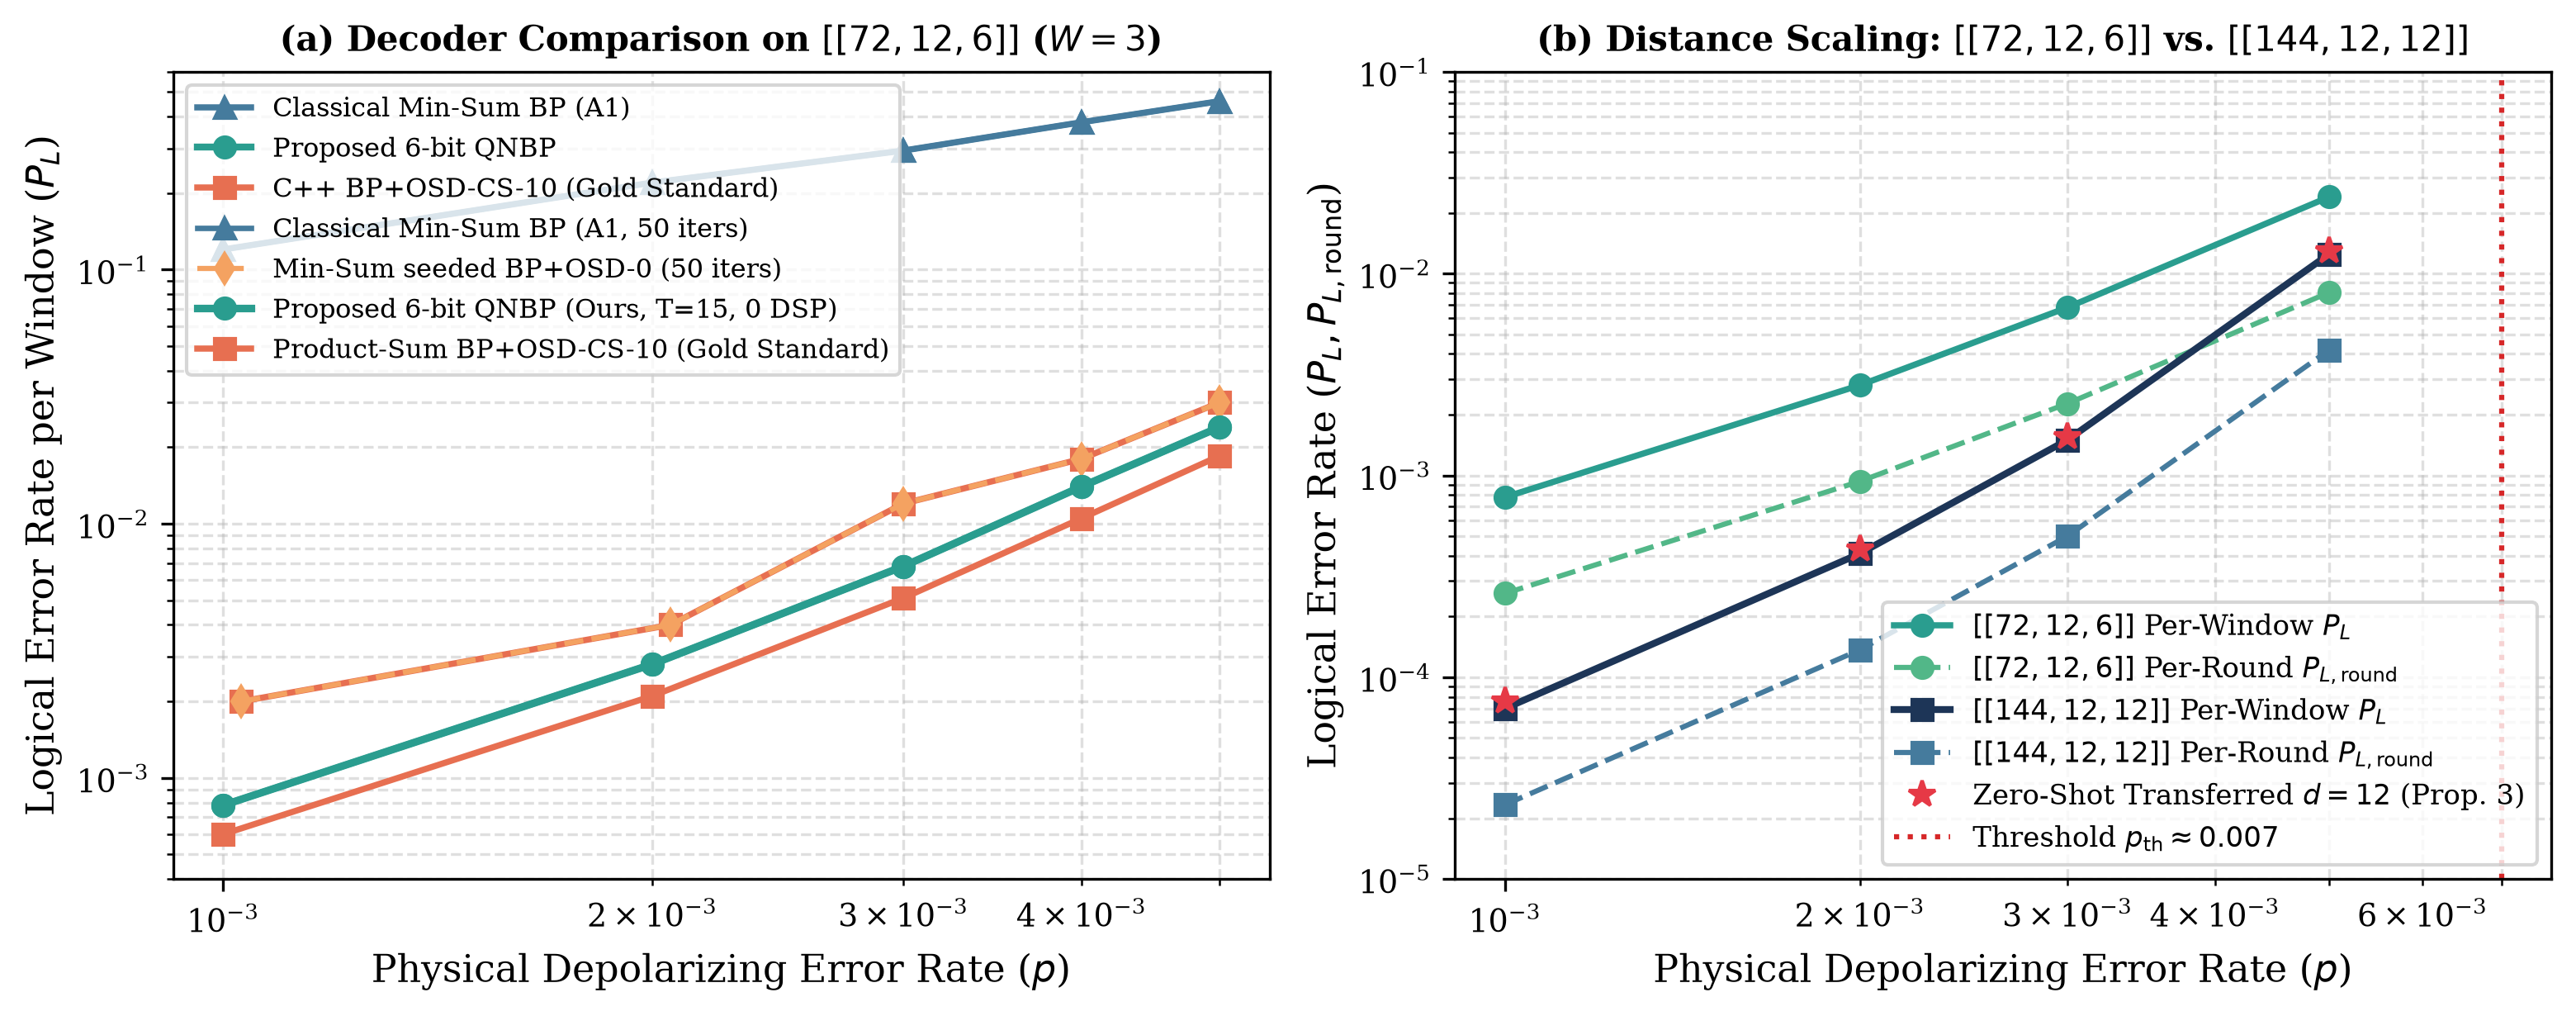 (a) Decoder Comparison on [[72, 12, 6]] (W = 3)
Logical Error Rate per Window (P_L)
10⁻¹
10⁻²
10⁻³
Classical Min-Sum BP (A1)
Proposed 6-bit QNBP
C++ BP+OSD-CS-10 (Gold Standard)
Classical Min-Sum BP (A1, 50 iters)
Min-Sum seeded BP+OSD-0 (50 iters)
Proposed 6-bit QNBP (Ours, T=15, 0 DSP)
Product-Sum BP+OSD-CS-10 (Gold Standard)
10⁻³ 2 × 10⁻³ 3 × 10⁻³ 4 × 10⁻³
Physical Depolarizing Error Rate (p)
(b) Distance Scaling: [[72, 12, 6]] vs. [[144, 12, 12]]
Logical Error Rate (P_L, P_L, round)
10⁻¹
10⁻²
10⁻³
10⁻⁴
10⁻⁵
[[72, 12, 6]] Per-Window P_L
[[72, 12, 6]] Per-Round P_L, round
[[144, 12, 12]] Per-Window P_L
[[144, 12, 12]] Per-Round P_L, round
Zero-Shot Transferred d = 12 (Prop. 3)
Threshold p_th ≈ 0.007
10⁻³ 2 × 10⁻³ 3 × 10⁻³ 4 × 10⁻³ 6 × 10⁻³
Physical Depolarizing Error Rate (p)